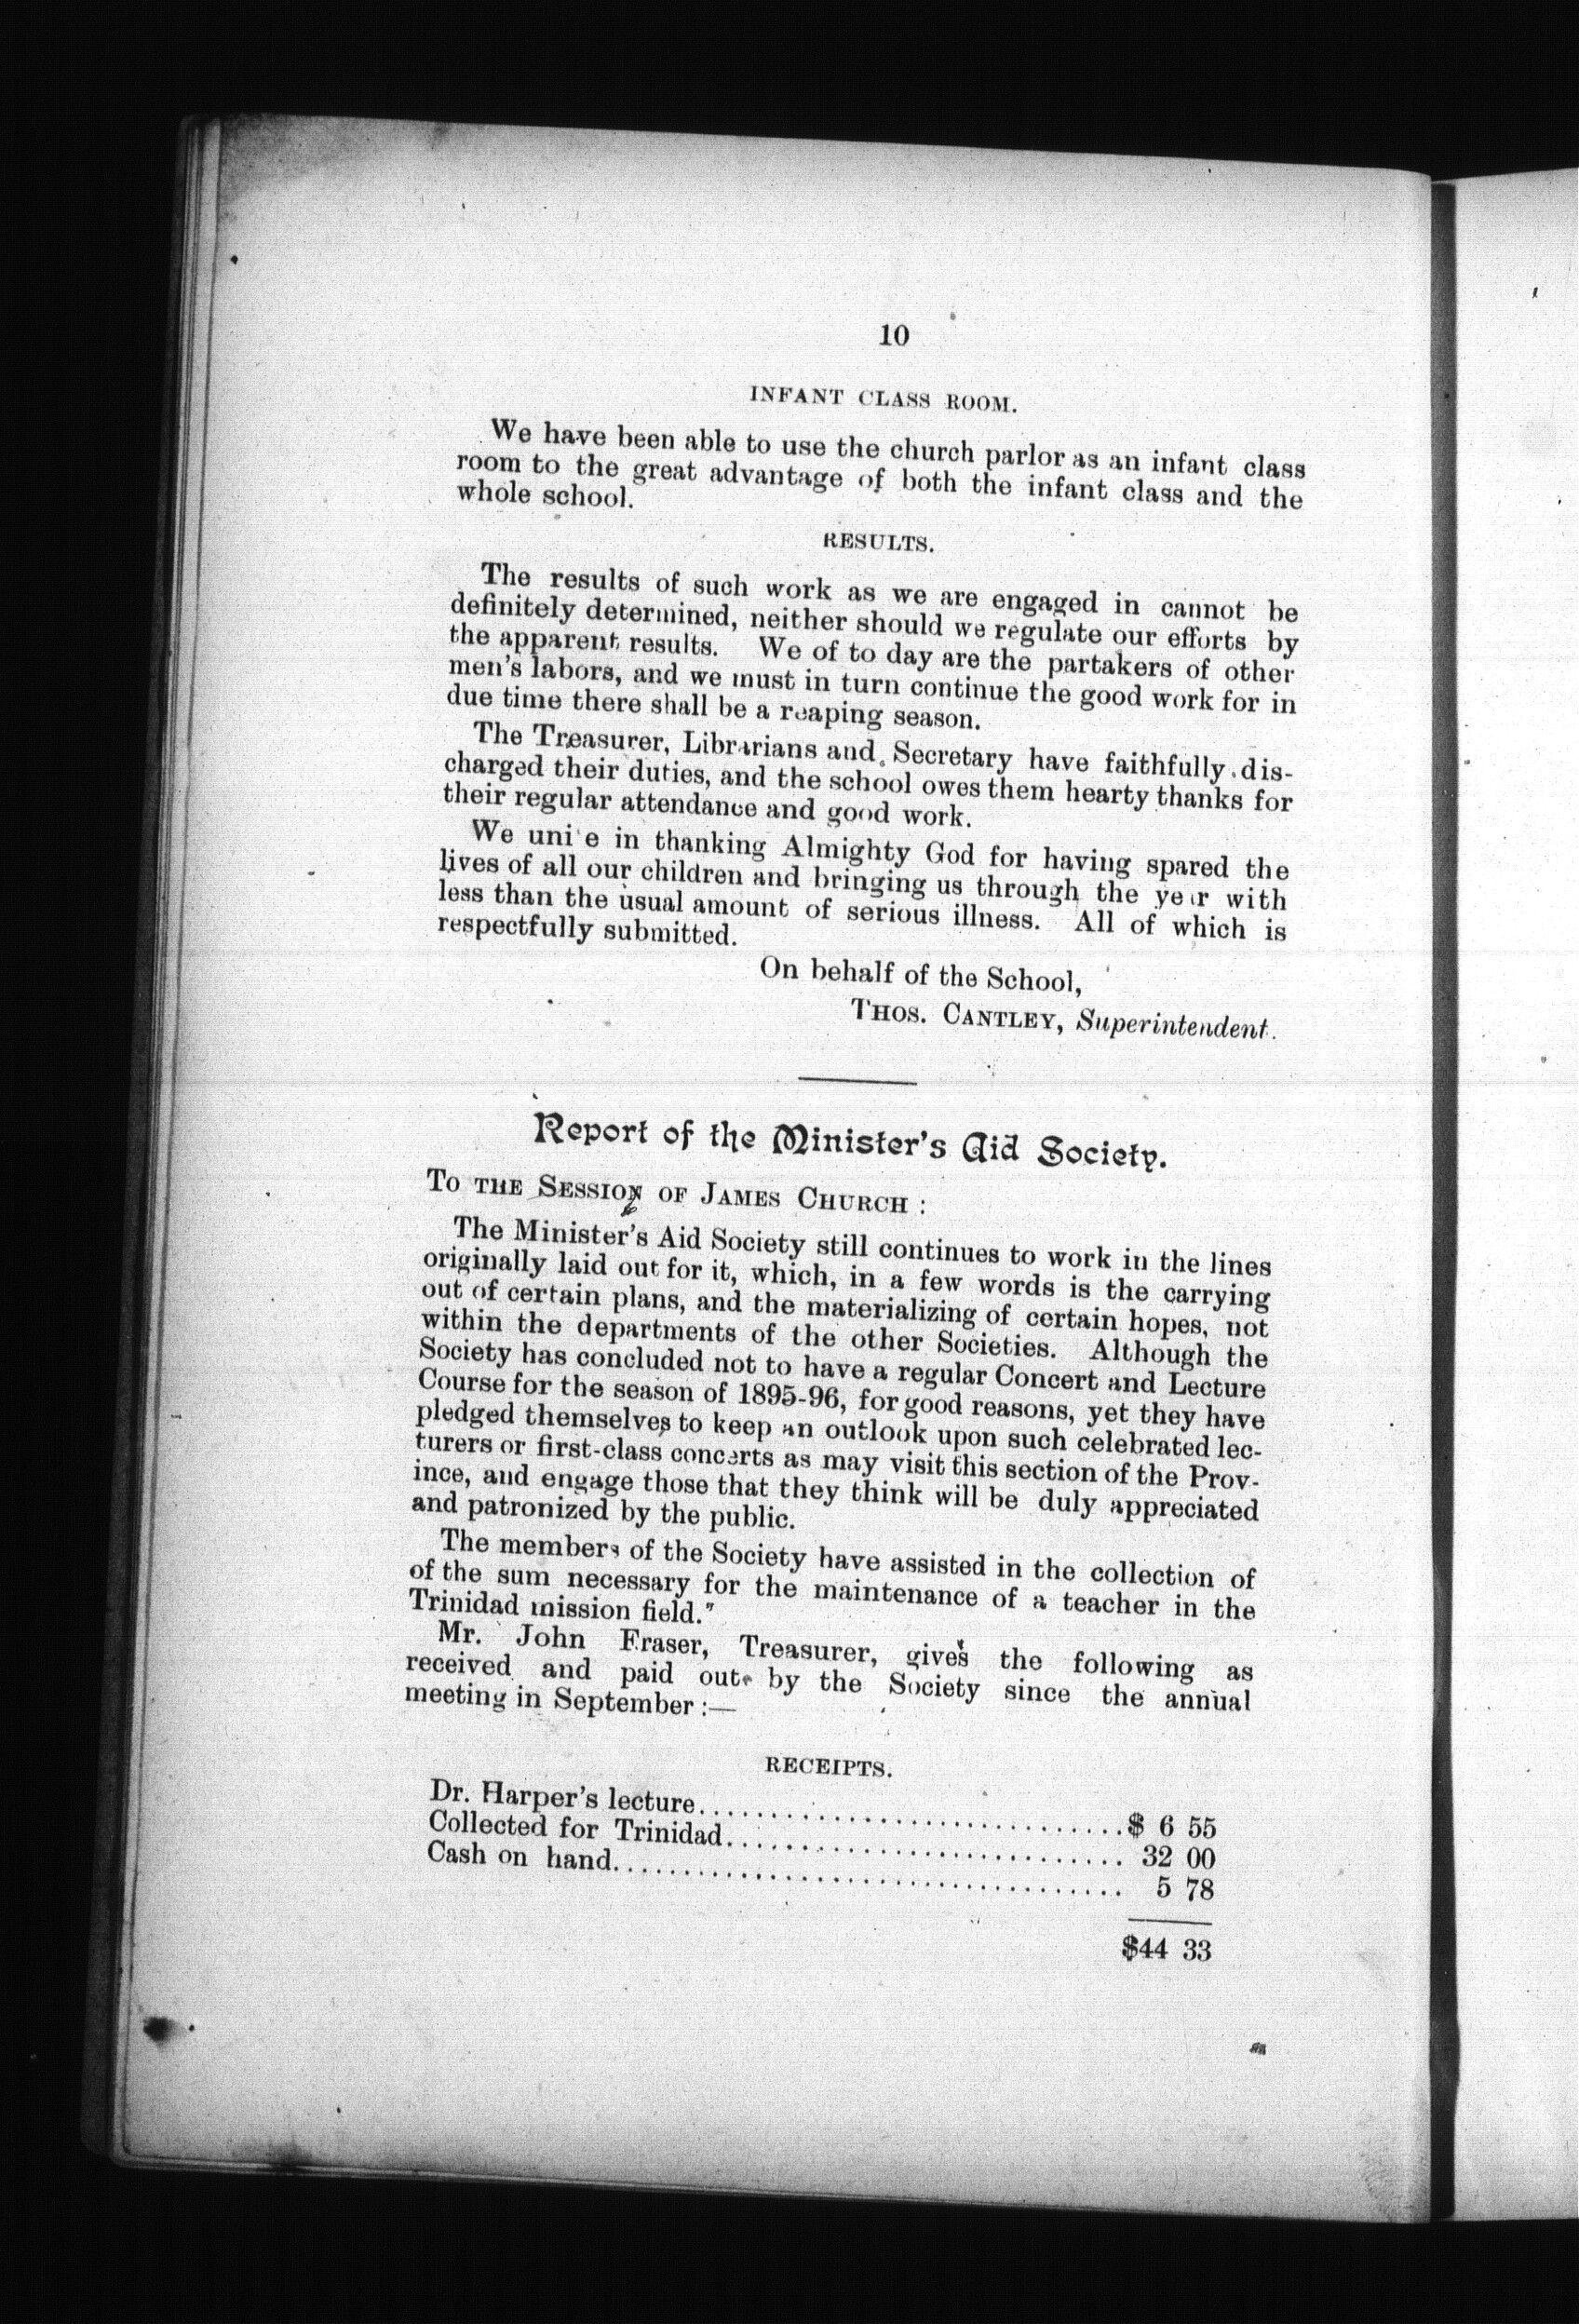 10
INFANT CLASS ROOM.
We have been able to use the church parlor as an infant class
room to the great advantage of both the infant class and the
whole school.
RESULTS.
The results of such work as we are engaged in cannot be
definitely determined, neither should we regulate our efforts by
the apparent results. We of to day are the partakers of other
men's labors, and we must in turn continue the good work for in
due time there shall be a reaping season.
The Treasurer, Librarians and Secretary have faithfully dis-
charged their duties, and the school owes them hearty thanks for
their regular attendance and good work.
We uni e in thanking Almighty God for having spared the
lives of all our children and bringing us through the year with
less than the usual amount of serious illness. All of which is
respectfully submitted.
On behalf of the School,
THOS. CANTLEY, Superintendent.
Report of the Minister's Aid Society.
TO THE SESSION OF JAMES CHURCH :
The Minister's Aid Society still continues to work in the lines
originally laid out for it, which, in a few words is the carrying
out of certain plans, and the materializing of certain hopes, not
within the departments of the other Societies. Although the
Society has concluded not to have a regular Concert and Lecture
Course for the season of 1895-96, for good reasons, yet they have
pledged themselves to keep an outlook upon such celebrated lec-
turers or first-class concerts as may visit this section of the Prov-
ince, and engage those that they think will be duly appreciated
and patronized by the public.
The members of the Society have assisted in the collection of
of the sum necessary for the maintenance of a teacher in the
Trinidad mission field."
Mr. John Fraser, Treasurer, gives the following as
received and paid out by the Society since the annual
meeting in September :—
RECEIPTS.
Dr. Harper's lecture........................................$ 6 55
Collected for Trinidad...................................... 32 00
Cash on hand................................................ 5 78
$44 33